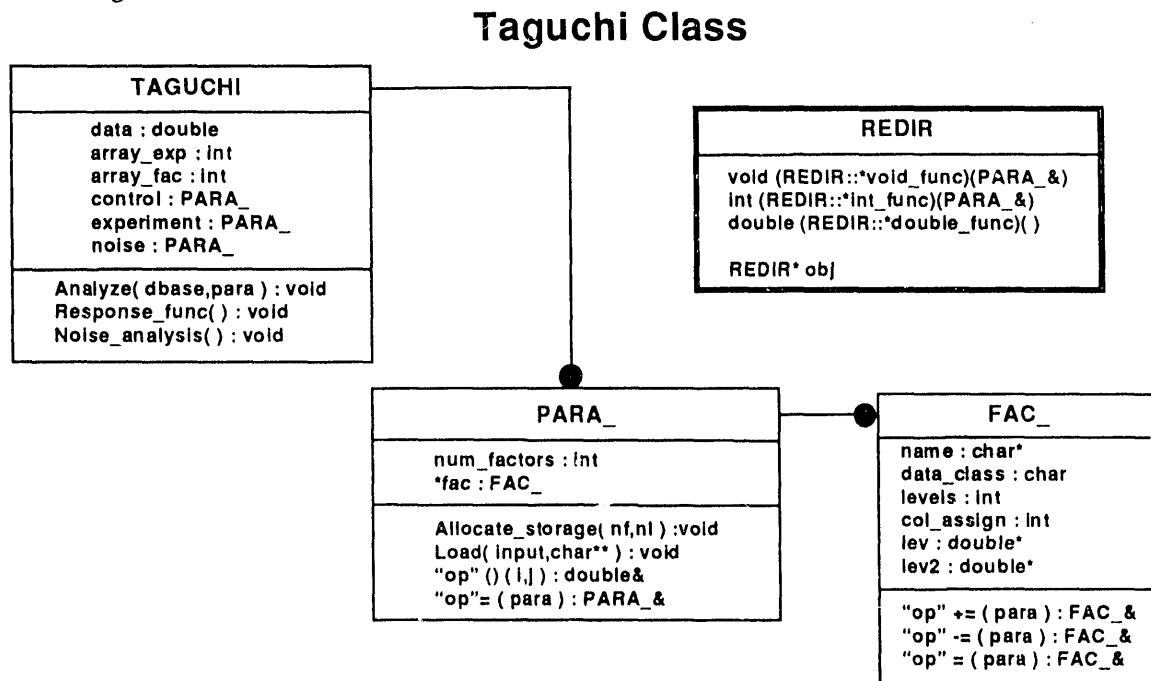 Taguchi Class
TAGUCHI
data : double
array_exp : int
array_fac : int
control : PARA_
experiment : PARA_
noise : PARA_
Analyze( dbase,para ) : void
Response_func( ) : void
Noise_analysis( ) : void
REDIR
void (REDIR::*void_func)(PARA_&)
int (REDIR::*int_func)(PARA_&)
double (REDIR::*double_func)( )
REDIR* obj
PARA_
num_factors : int
*fac : FAC_
Allocate_storage( nf,nl ) :void
Load( input,char** ) : void
“op” () ( i,j ) : double&
“op”= ( para ) : PARA_&
FAC_
name : char*
data_class : char
levels : int
col_assign : int
lev : double*
lev2 : double*
“op” += ( para ) : FAC_&
“op” -= ( para ) : FAC_&
“op” = ( para ) : FAC_&